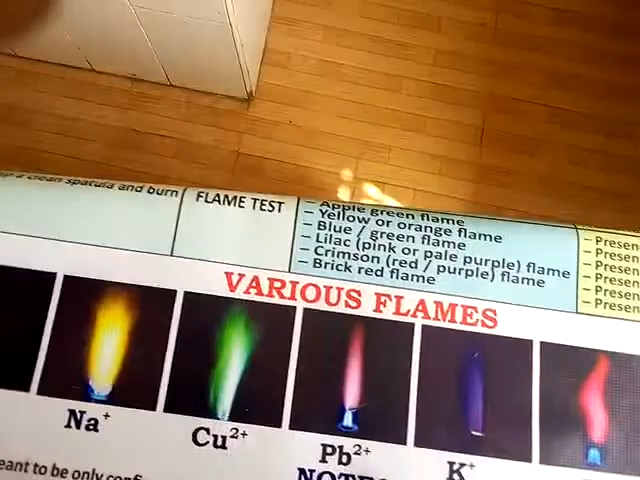 a clean spatula and burn
FLAME TEST
– Apple green flame
– Yellow or orange flame
– Blue / green flame
– Lilac (pink or pale purple) flame
– Crimson (red / purple) flame
– Brick red flame
– Presen
– Presen
– Presen
– Presen
– Presen
VARIOUS FLAMES
Na⁺
Cu²⁺
Pb²⁺
K⁺
eant to be only conf
NOTE